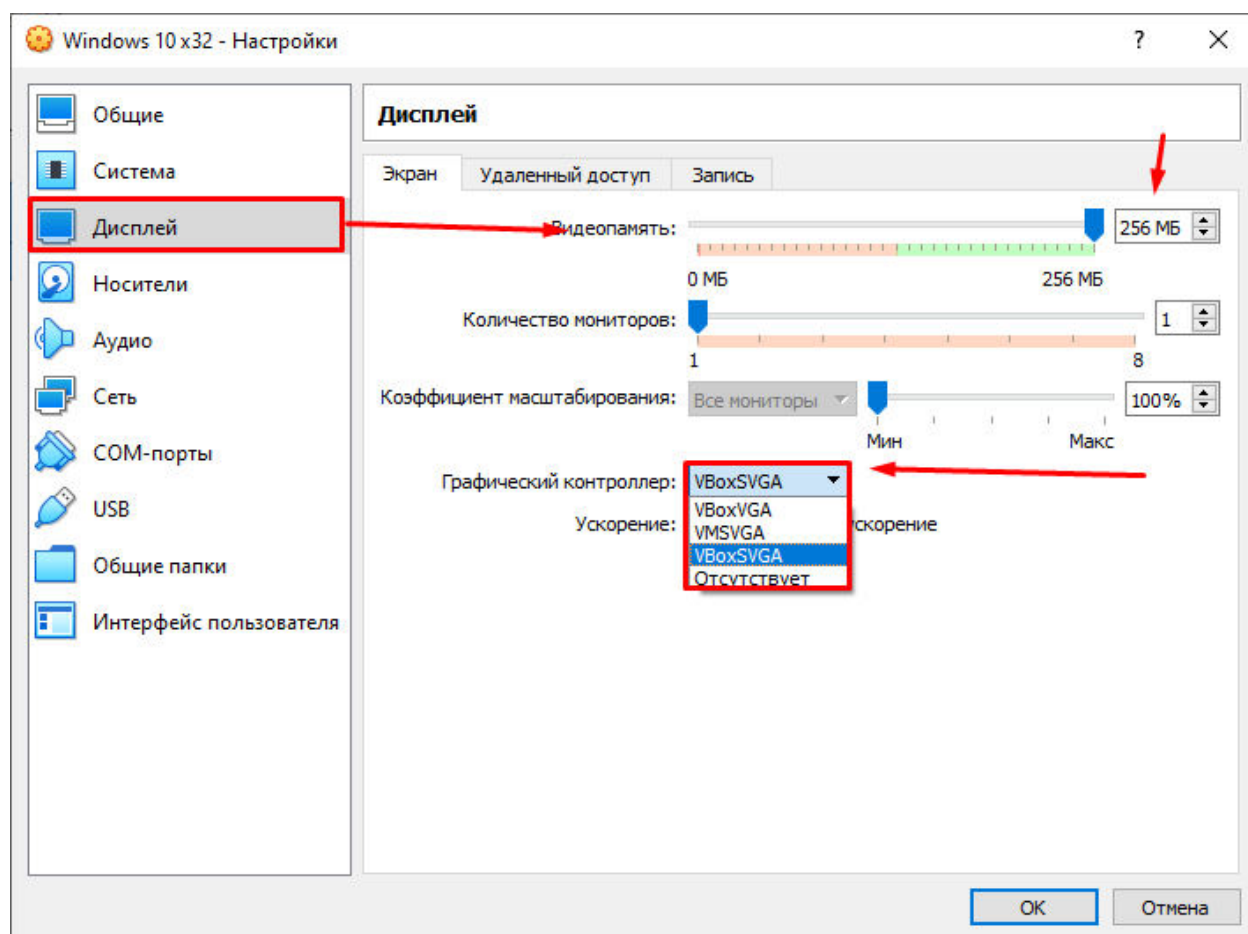 Windows 10 x32 - Настройки
?
Общие
Система
Дисплей
Носители
Аудио
Сеть
COM-порты
USB
Общие папки
Интерфейс пользователя
Дисплей
Экран Удаленный доступ Запись
Видеопамять: 256 МБ
0 МБ 256 МБ
Количество мониторов: 1
1 8
Коэффициент масштабирования: Все мониторы 100%
Мин Макс
Графический контроллер: VBoxSVGA
VBoxVGA
VMSVGA
VBoxSVGA
Отсутствует
Ускорение: ускорение
OK Отмена